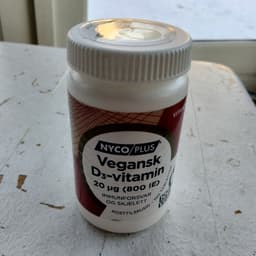 NYCO/PLUS
Vegansk
D₃-vitamin
20 µg (800 IE)
IMMUNFORSVAR
OG SKJELETT
KOSTTILSKUDD